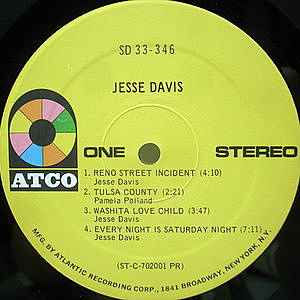 SD 33-346
JESSE DAVIS
ATCO
ONE
STEREO
1. RENO STREET INCIDENT (4:10)
Jesse Davis
2. TULSA COUNTY (2:21)
Pamela Polland
3. WASHITA LOVE CHILD (3:47)
Jesse Davis
4. EVERY NIGHT IS SATURDAY NIGHT (7:11)
Jesse Davis
(ST-C-702001 PR)
MFG. BY ATLANTIC RECORDING CORP., 1841 BROADWAY, NEW YORK, N.Y.